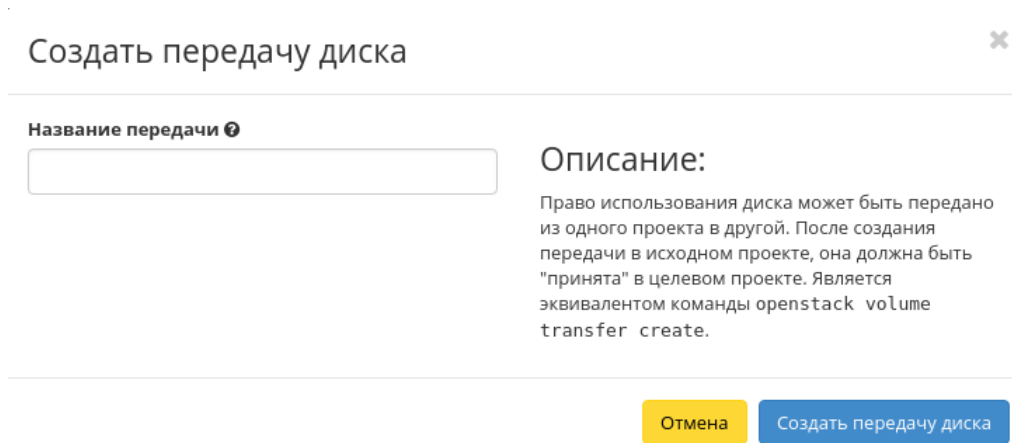 Создать передачу диска
Название передачи
Описание:
Право использования диска может быть передано
из одного проекта в другой. После создания
передачи в исходном проекте, она должна быть
"принята" в целевом проекте. Является
эквивалентом команды openstack volume
transfer create.
Отмена
Создать передачу диска